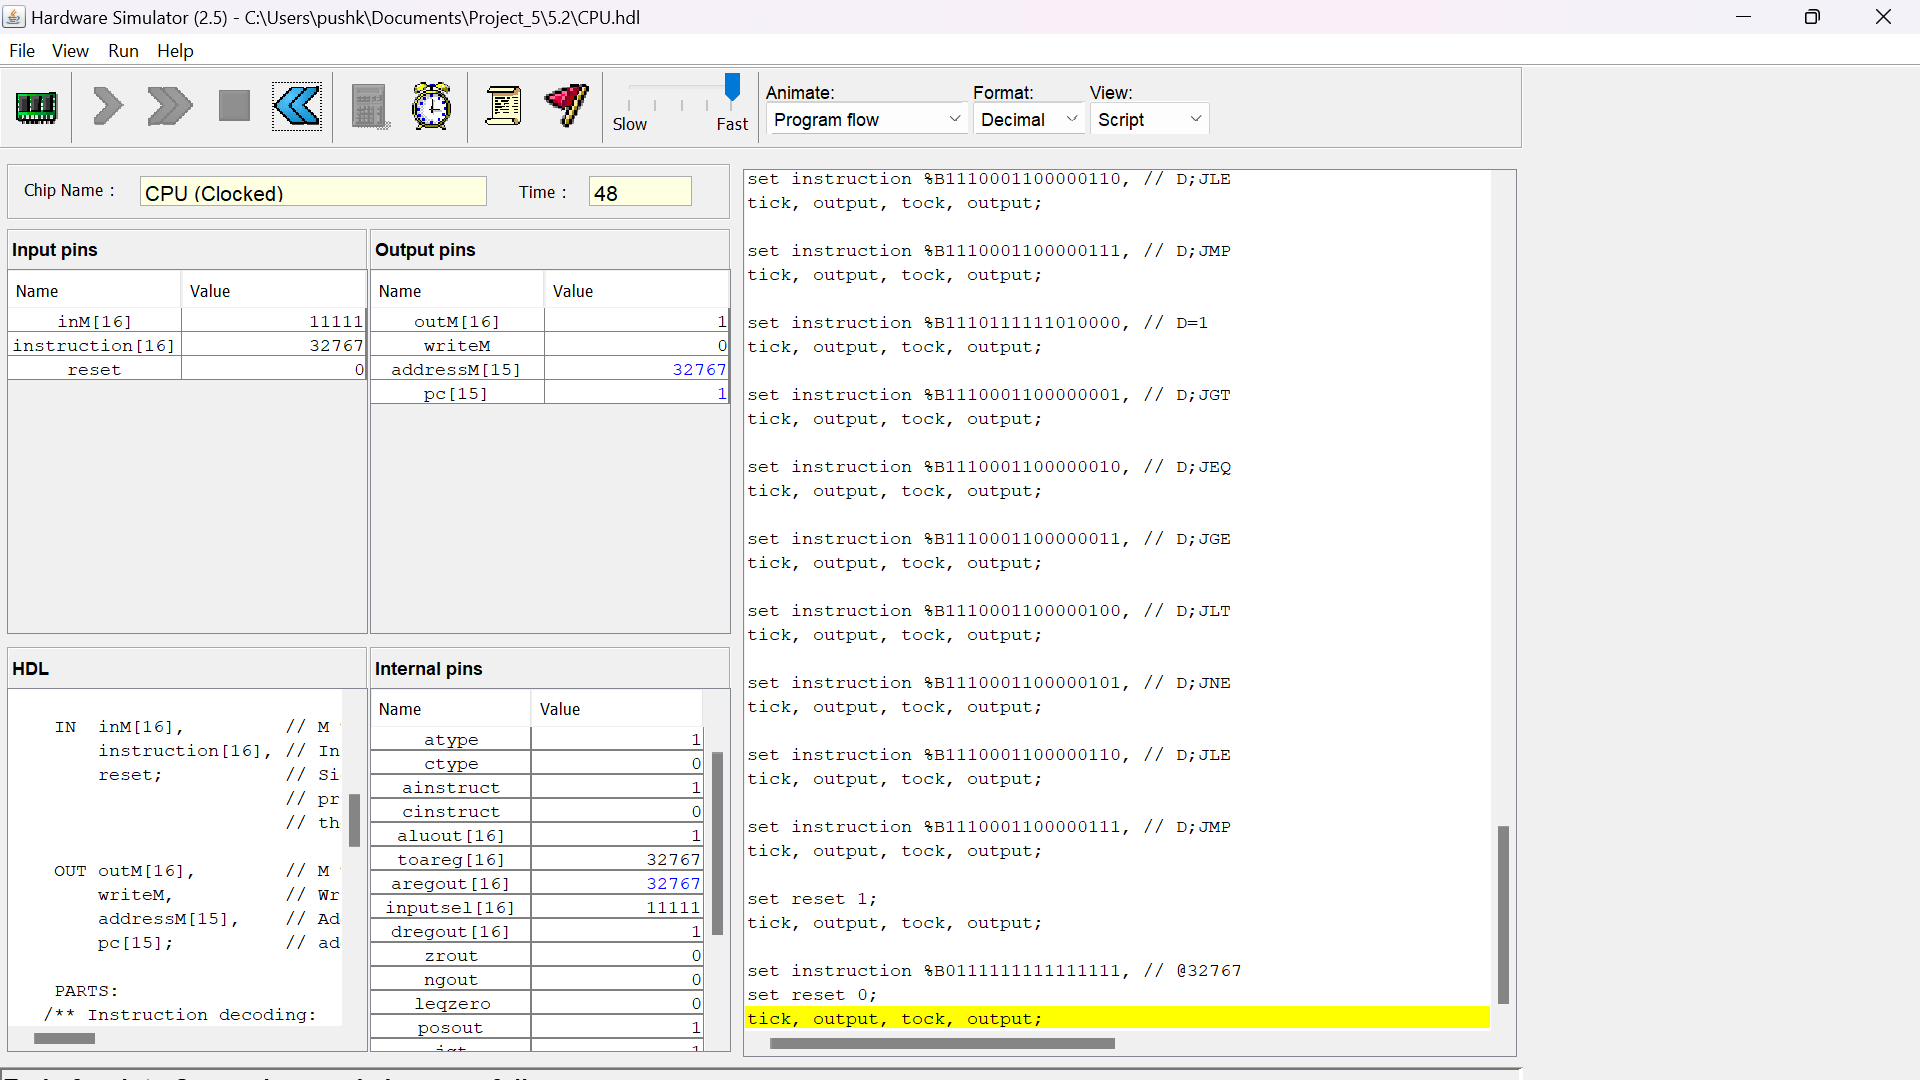 Hardware Simulator (2.5) - C:\Users\pushk\Documents\Project_5\5.2\CPU.hdl
File View Run Help
Slow Fast
Animate: Format: View:
Program flow Decimal Script
Chip Name : CPU (Clocked) Time : 48
Input pins
Name Value
inM[16] 11111
instruction[16] 32767
reset 0
Output pins
Name Value
outM[16] 1
writeM 0
addressM[15] 32767
pc[15] 1
HDL
IN inM[16], // M
instruction[16], // In
reset; // Si
// pr
// th
OUT outM[16], // M
writeM, // Wr
addressM[15], // Ad
pc[15]; // ad
PARTS:
/** Instruction decoding:
Internal pins
Name Value
atype 1
ctype 0
ainstruct 1
cinstruct 0
aluout[16] 1
toareg[16] 32767
aregout[16] 32767
inputsel[16] 11111
dregout[16] 1
zrout 0
ngout 0
leqzero 0
posout 1
set instruction %B1110001100000110, // D;JLE
tick, output, tock, output;
set instruction %B1110001100000111, // D;JMP
tick, output, tock, output;
set instruction %B1110111111010000, // D=1
tick, output, tock, output;
set instruction %B1110001100000001, // D;JGT
tick, output, tock, output;
set instruction %B1110001100000010, // D;JEQ
tick, output, tock, output;
set instruction %B1110001100000011, // D;JGE
tick, output, tock, output;
set instruction %B1110001100000100, // D;JLT
tick, output, tock, output;
set instruction %B1110001100000101, // D;JNE
tick, output, tock, output;
set instruction %B1110001100000110, // D;JLE
tick, output, tock, output;
set instruction %B1110001100000111, // D;JMP
tick, output, tock, output;
set reset 1;
tick, output, tock, output;
set instruction %B0111111111111111, // @32767
set reset 0;
tick, output, tock, output;